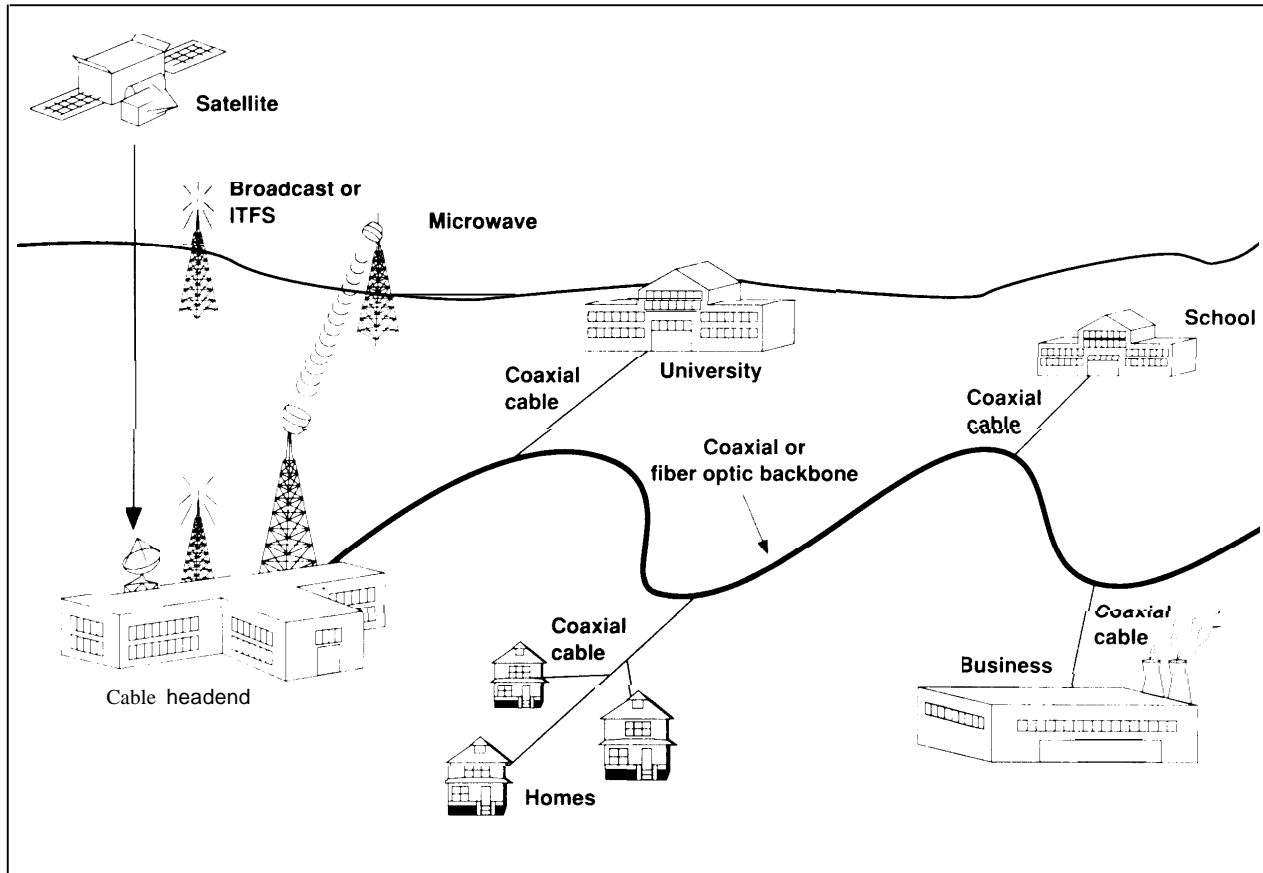 Satellite
Broadcast or
ITFS
Microwave
School
University
Coaxial
cable
Coaxial
cable
Coaxial or
fiber optic backbone
Coaxial
cable
Coaxial
cable
Business
Cable headend
Homes